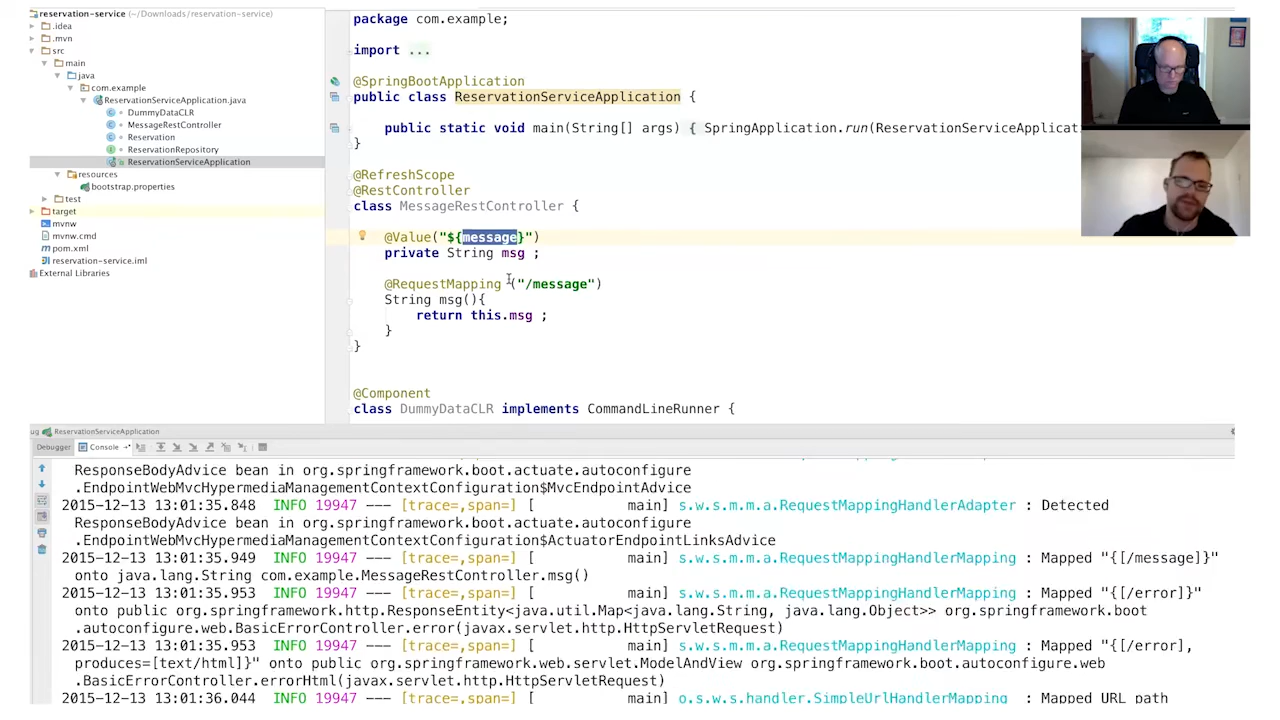 reservation-service (~/Downloads/reservation-service)
.idea
.mvn
src
main
java
com.example
ReservationServiceApplication.java
DummyDataCLR
MessageRestController
Reservation
ReservationRepository
ReservationServiceApplication
resources
bootstrap.properties
test
target
mvnw
mvnw.cmd
pom.xml
reservation-service.iml
External Libraries
package com.example;
import ...
@SpringBootApplication
public class ReservationServiceApplication {
public static void main(String[] args) { SpringApplication.run(ReservationServiceApplicati
}
@RefreshScope
@RestController
class MessageRestController {
@Value("${message}")
private String msg ;
@RequestMapping ("/message")
String msg(){
return this.msg ;
}
}
@Component
class DummyDataCLR implements CommandLineRunner {
ug ReservationServiceApplication
Debugger Console
ResponseBodyAdvice bean in org.springframework.boot.actuate.autoconfigure
.EndpointWebMvcHypermediaManagementContextConfiguration$MvcEndpointAdvice
2015-12-13 13:01:35.848 INFO 19947 --- [trace=,span=] [ main] s.w.s.m.m.a.RequestMappingHandlerAdapter : Detected
ResponseBodyAdvice bean in org.springframework.boot.actuate.autoconfigure
.EndpointWebMvcHypermediaManagementContextConfiguration$ActuatorEndpointLinksAdvice
2015-12-13 13:01:35.949 INFO 19947 --- [trace=,span=] [ main] s.w.s.m.m.a.RequestMappingHandlerMapping : Mapped "{[/message]}"
onto java.lang.String com.example.MessageRestController.msg()
2015-12-13 13:01:35.953 INFO 19947 --- [trace=,span=] [ main] s.w.s.m.m.a.RequestMappingHandlerMapping : Mapped "{[/error]}"
onto public org.springframework.http.ResponseEntity<java.util.Map<java.lang.String, java.lang.Object>> org.springframework.boot
.autoconfigure.web.BasicErrorController.error(javax.servlet.http.HttpServletRequest)
2015-12-13 13:01:35.953 INFO 19947 --- [trace=,span=] [ main] s.w.s.m.m.a.RequestMappingHandlerMapping : Mapped "{[/error],
produces=[text/html]}" onto public org.springframework.web.servlet.ModelAndView org.springframework.boot.autoconfigure.web
.BasicErrorController.errorHtml(javax.servlet.http.HttpServletRequest)
2015-12-13 13:01:36.044 INFO 19947 --- [trace=,span=] [ main] o.s.w.s.handler.SimpleUrlHandlerMapping : Mapped URL path